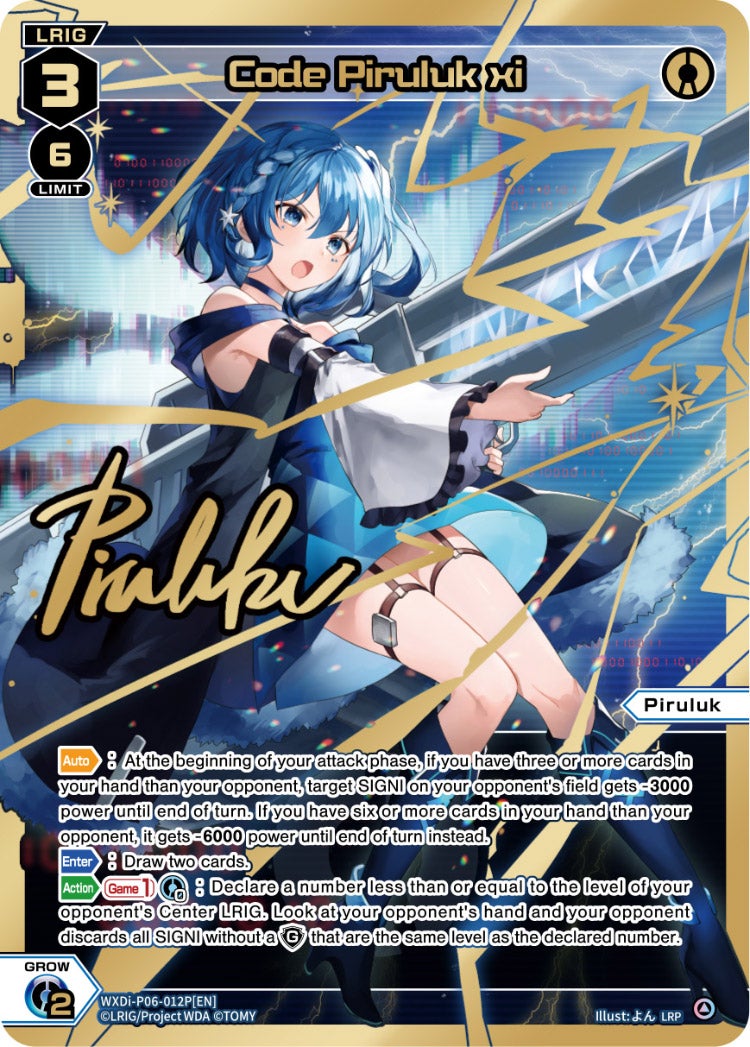 LRIG
3
Code Piruluk xi
6
LIMIT
Piruluk
Piruluk
Auto : At the beginning of your attack phase, if you have three or more cards in
your hand than your opponent, target SIGNI on your opponent's field gets -3000
power until end of turn. If you have six or more cards in your hand than your
opponent, it gets -6000 power until end of turn instead.
Enter : Draw two cards.
Action Game 1 0 : Declare a number less than or equal to the level of your
opponent's Center LRIG. Look at your opponent's hand and your opponent
discards all SIGNI without a G that are the same level as the declared number.
GROW
2
WXDi-P06-012P[EN]
©LRIG/Project WDA ©TOMY
Illust:よん LRP